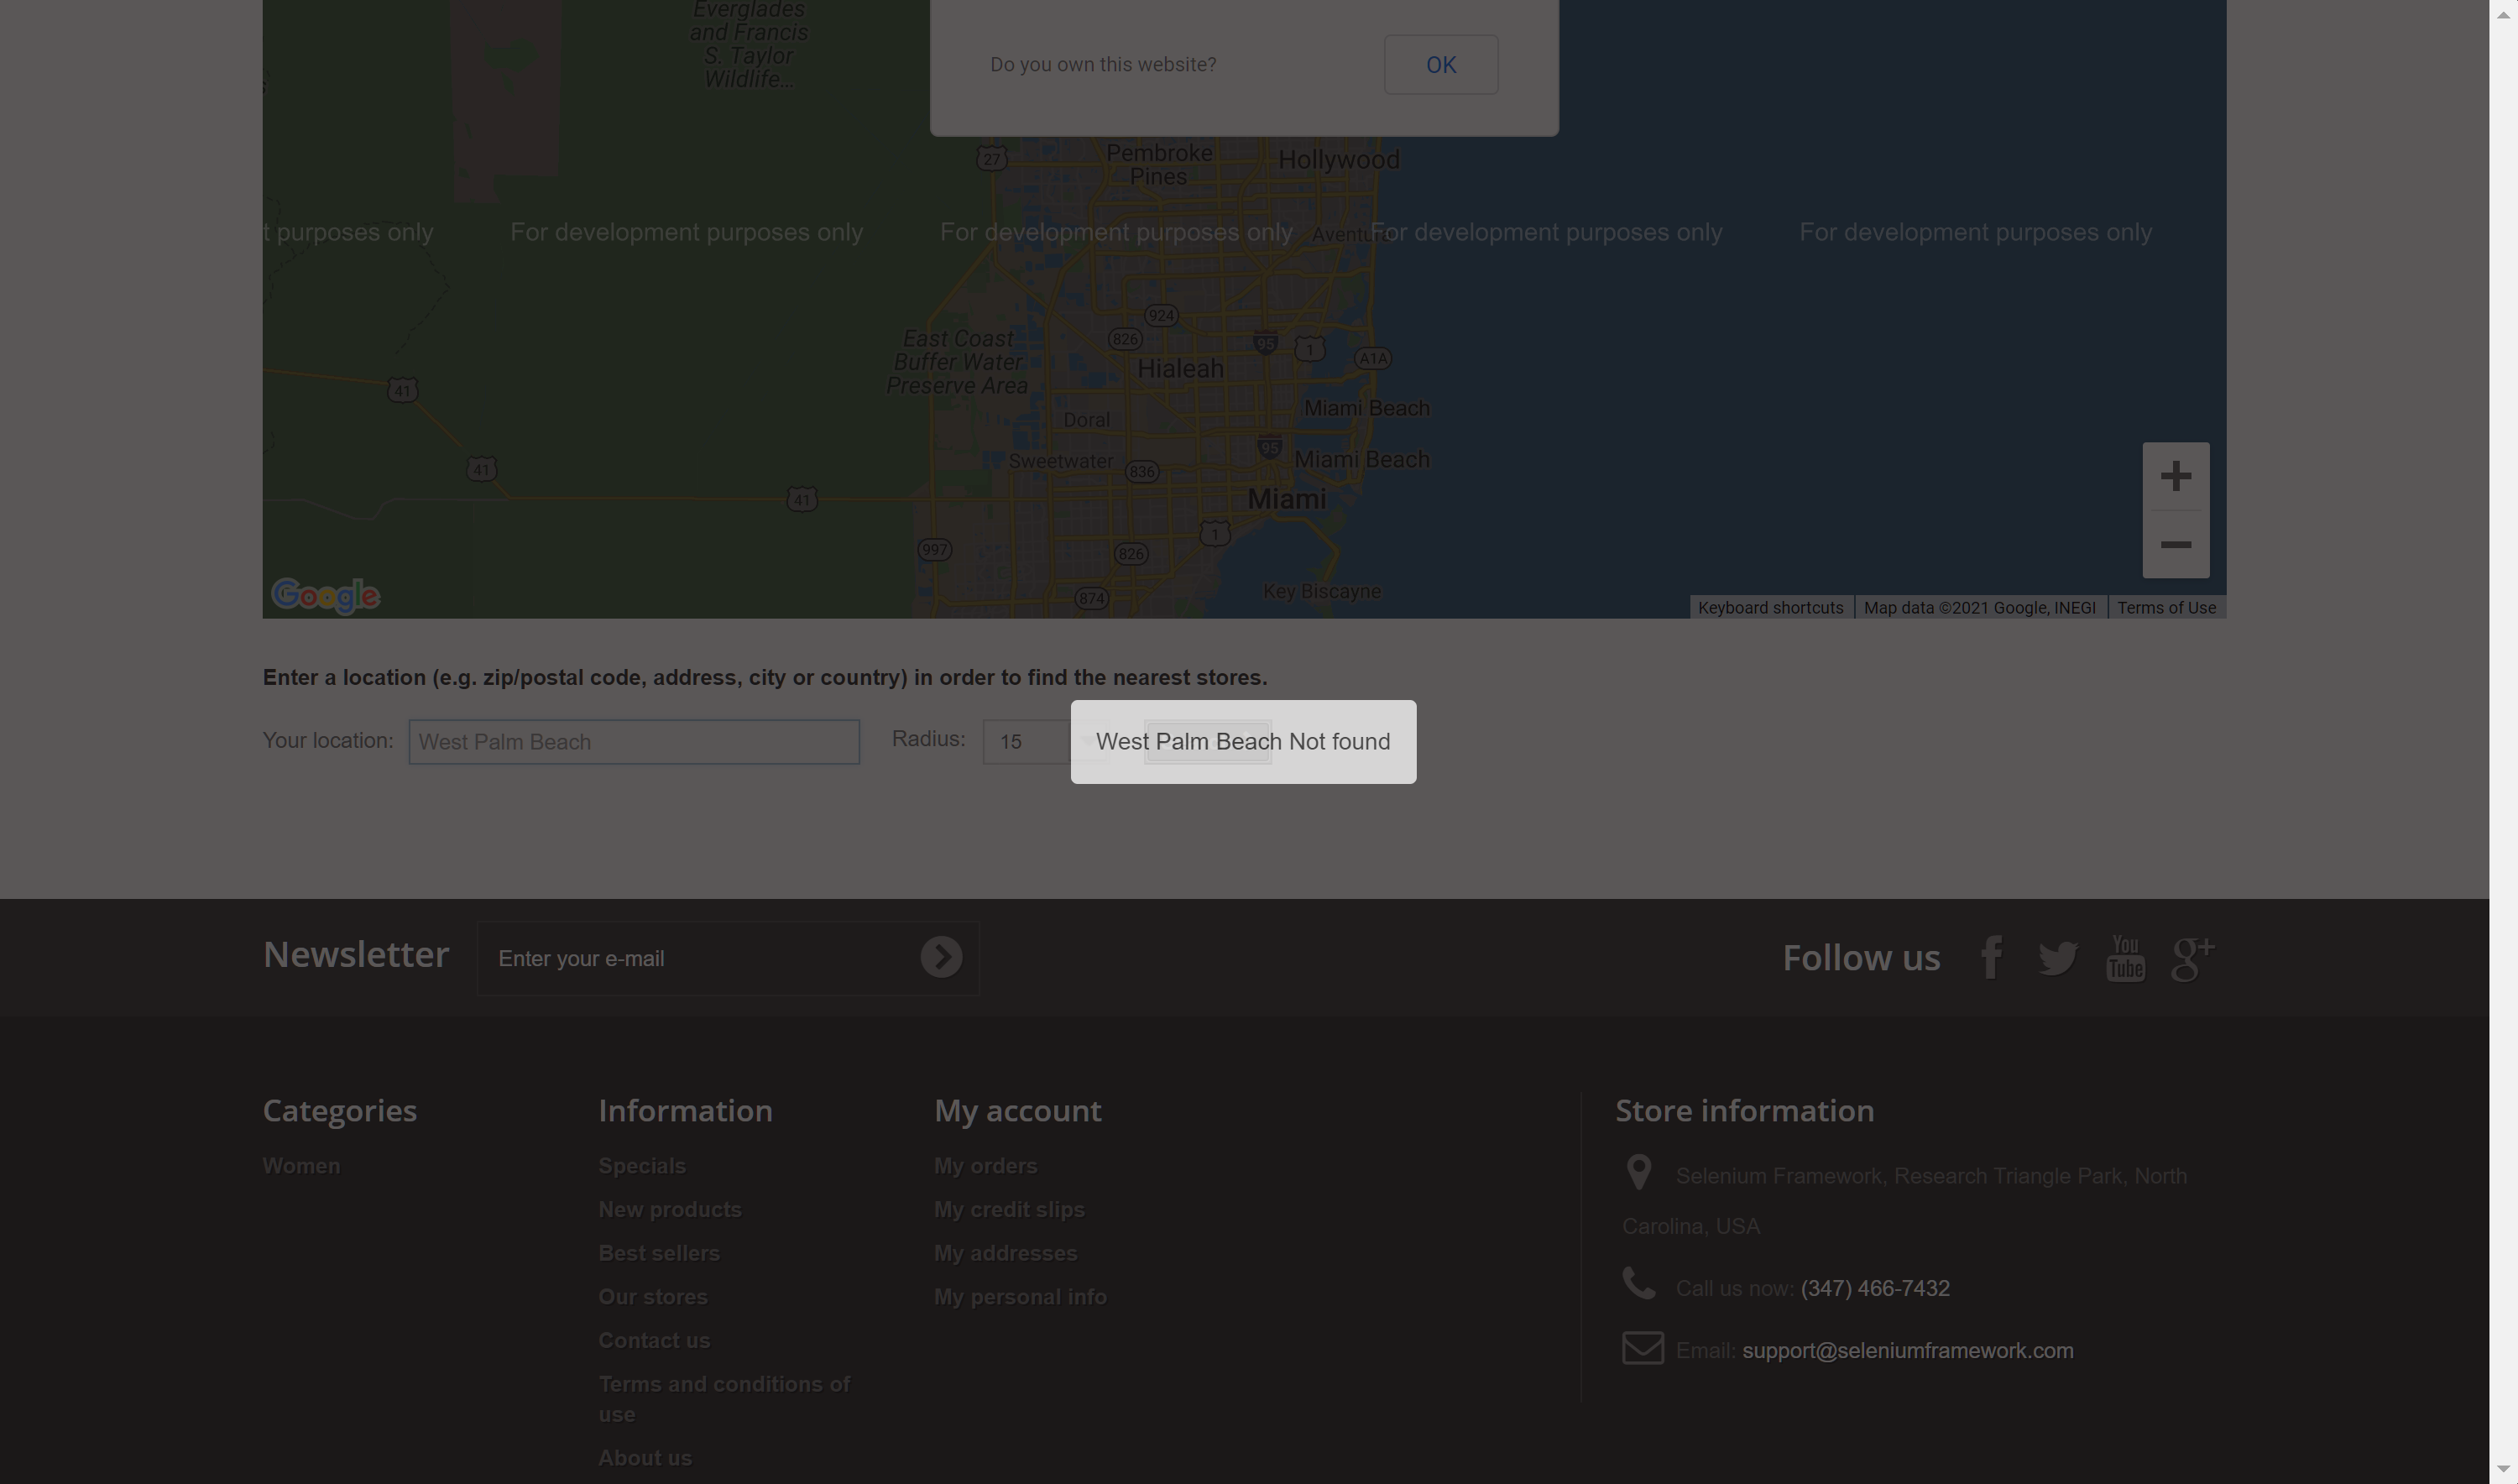 Everglades
and Francis
S. Taylor
Wildlife...
Do you own this website?
OK
27
Pembroke
Pines
Hollywood
t purposes only
For development purposes only
For development purposes only
Aventura
For development purposes only
For development purposes only
924
826
95
1
A1A
East Coast
Buffer Water
Preserve Area
Hialeah
41
Miami Beach
Doral
95
41
Sweetwater
836
Miami Beach
41
Miami
1
997
826
Google
874
Key Biscayne
Keyboard shortcuts
Map data ©2021 Google, INEGI
Terms of Use
Enter a location (e.g. zip/postal code, address, city or country) in order to find the nearest stores.
Your location:
West Palm Beach
Radius:
15
West Palm Beach Not found
Newsletter
Enter your e-mail
Follow us
You
Tube
g+
Categories
Women
Information
Specials
New products
Best sellers
Our stores
Contact us
Terms and conditions of
use
About us
My account
My orders
My credit slips
My addresses
My personal info
Store information
Selenium Framework, Research Triangle Park, North
Carolina, USA
Call us now: (347) 466-7432
Email: support@seleniumframework.com